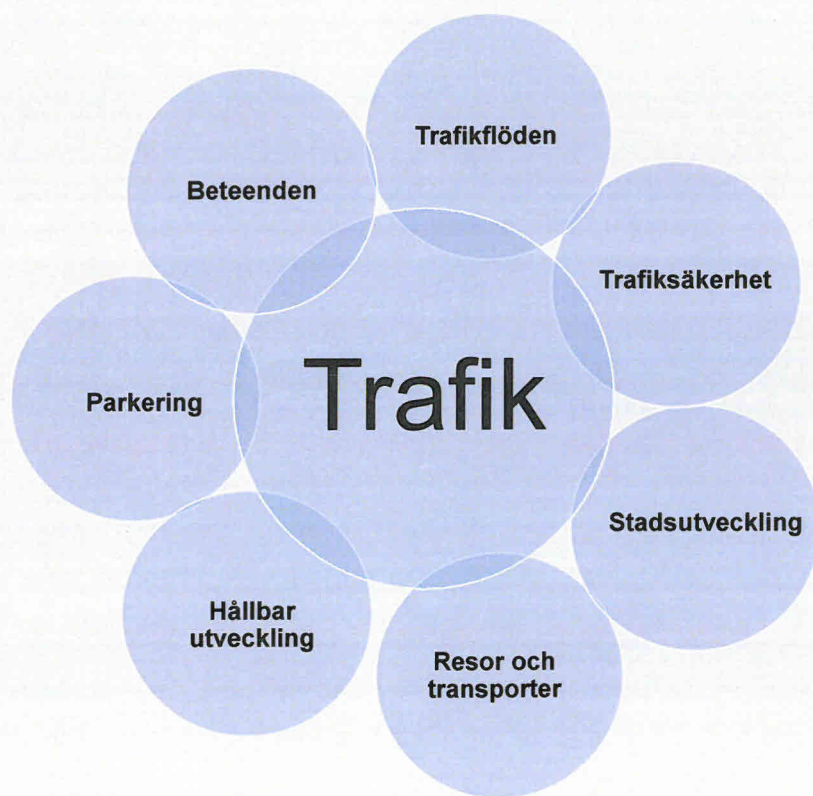 Trafikflöden
Beteenden
Trafiksäkerhet
Parkering
Trafik
Stadsutveckling
Hållbar
utveckling
Resor och
transporter